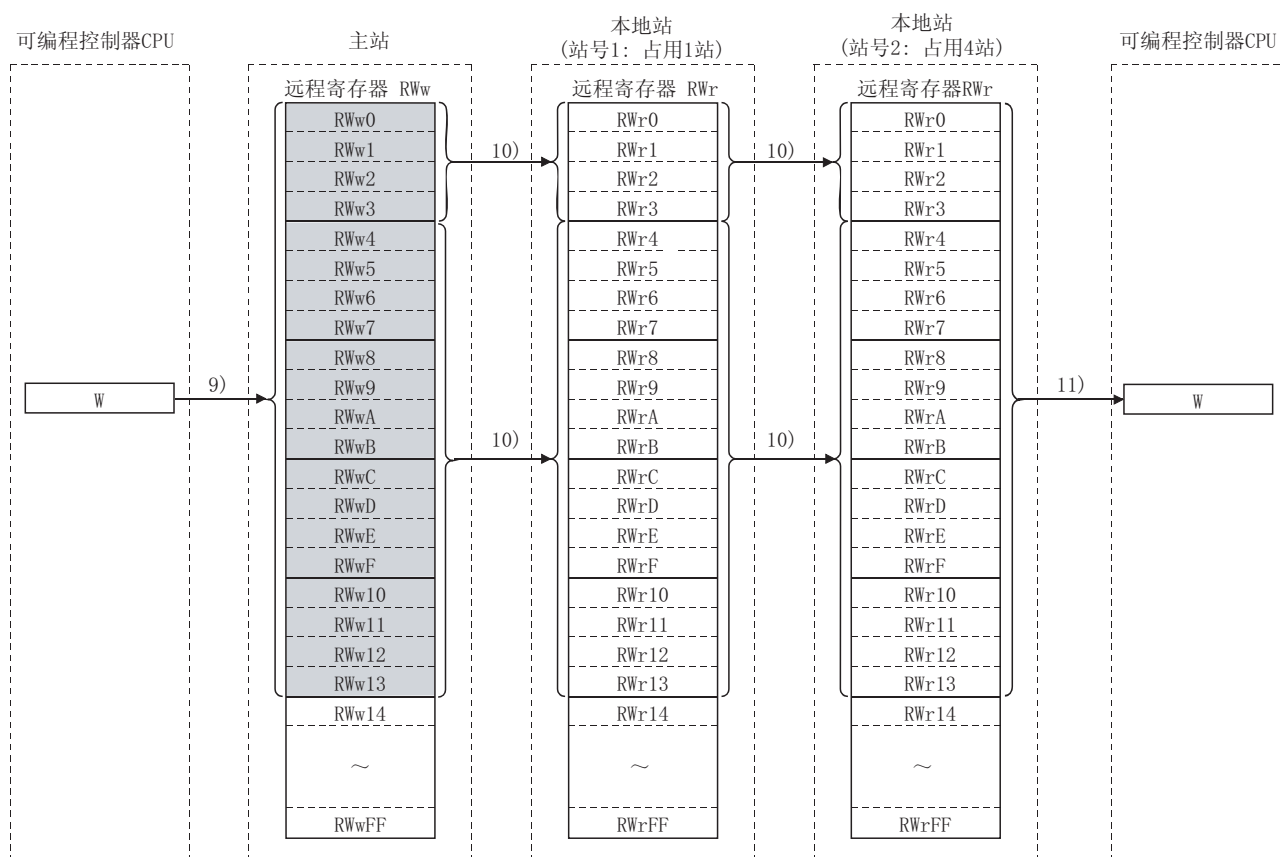 可编程控制器CPU
主站
本地站
(站号1: 占用1站)
本地站
(站号2: 占用4站)
可编程控制器CPU
远程寄存器 RWw
远程寄存器 RWr
远程寄存器RWr
RWw0 RWr0 RWr0
RWw1 10) RWr1 10) RWr1
RWw2 RWr2 RWr2
RWw3 RWr3 RWr3
RWw4 RWr4 RWr4
RWw5 RWr5 RWr5
RWw6 RWr6 RWr6
RWw7 RWr7 RWr7
RWw8 RWr8 RWr8
W 9) RWw9 RWr9 RWr9 11) W
RWwA RWrA RWrA
RWwB 10) RWrB 10) RWrB
RWwC RWrC RWrC
RWwD RWrD RWrD
RWwE RWrE RWrE
RWwF RWrF RWrF
RWw10 RWr10 RWr10
RWw11 RWr11 RWr11
RWw12 RWr12 RWr12
RWw13 RWr13 RWr13
RWw14 RWr14 RWr14
～ ～ ～
RWwFF RWrFF RWrFF